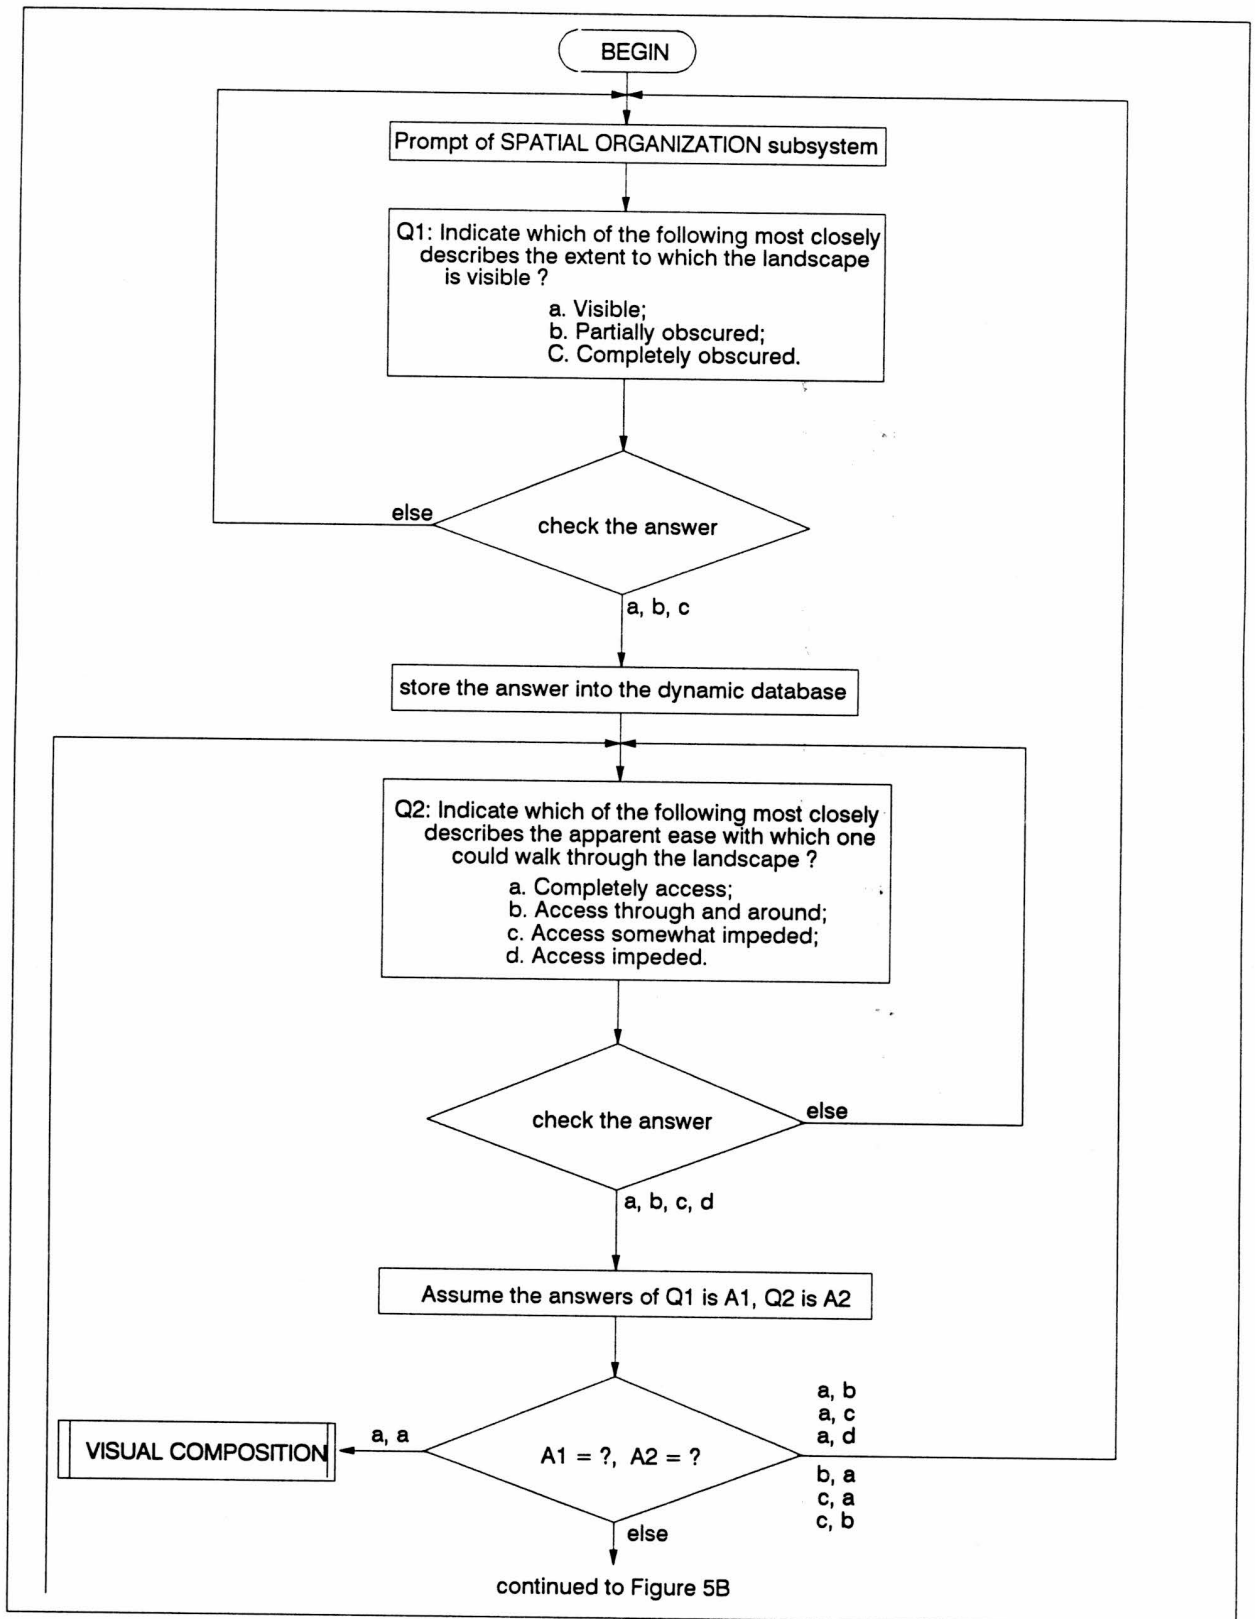 BEGIN
Prompt of SPATIAL ORGANIZATION subsystem
Q1: Indicate which of the following most closely
describes the extent to which the landscape
is visible ?
a. Visible;
b. Partially obscured;
C. Completely obscured.
else
check the answer
a, b, c
store the answer into the dynamic database
Q2: Indicate which of the following most closely
describes the apparent ease with which one
could walk through the landscape ?
a. Completely access;
b. Access through and around;
c. Access somewhat impeded;
d. Access impeded.
check the answer
else
a, b, c, d
Assume the answers of Q1 is A1, Q2 is A2
a, b
a, c
a, d
VISUAL COMPOSITION
a, a
A1 = ?, A2 = ?
b, a
c, a
c, b
else
continued to Figure 5B